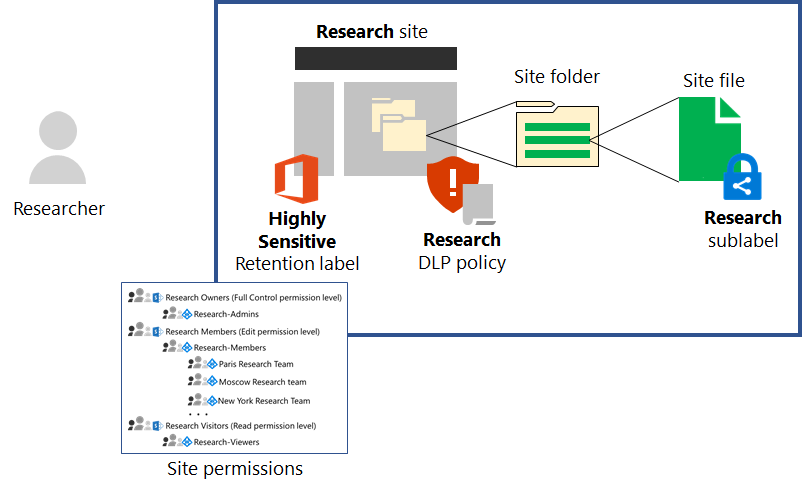 Research site
Site folder
Site file
Researcher
Highly
Sensitive
Retention label
Research
DLP policy
Research
sublabel
Research Owners (Full Control permission level)
Research-Admins
Research Members (Edit permission level)
Research-Members
Paris Research Team
Moscow Research team
New York Research Team
. . .
Research Visitors (Read permission level)
Research-Viewers
Site permissions